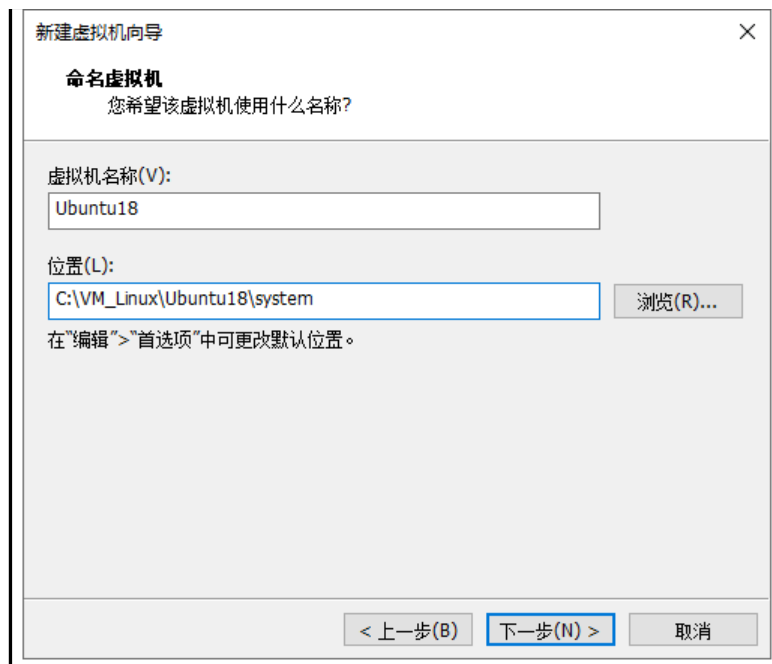 新建虚拟机向导
命名虚拟机
您希望该虚拟机使用什么名称?
虚拟机名称(V):
Ubuntu18
位置(L):
C:\VM_Linux\Ubuntu18\system
浏览(R)...
在"编辑">"首选项"中可更改默认位置。
< 上一步(B)
下一步(N) >
取消